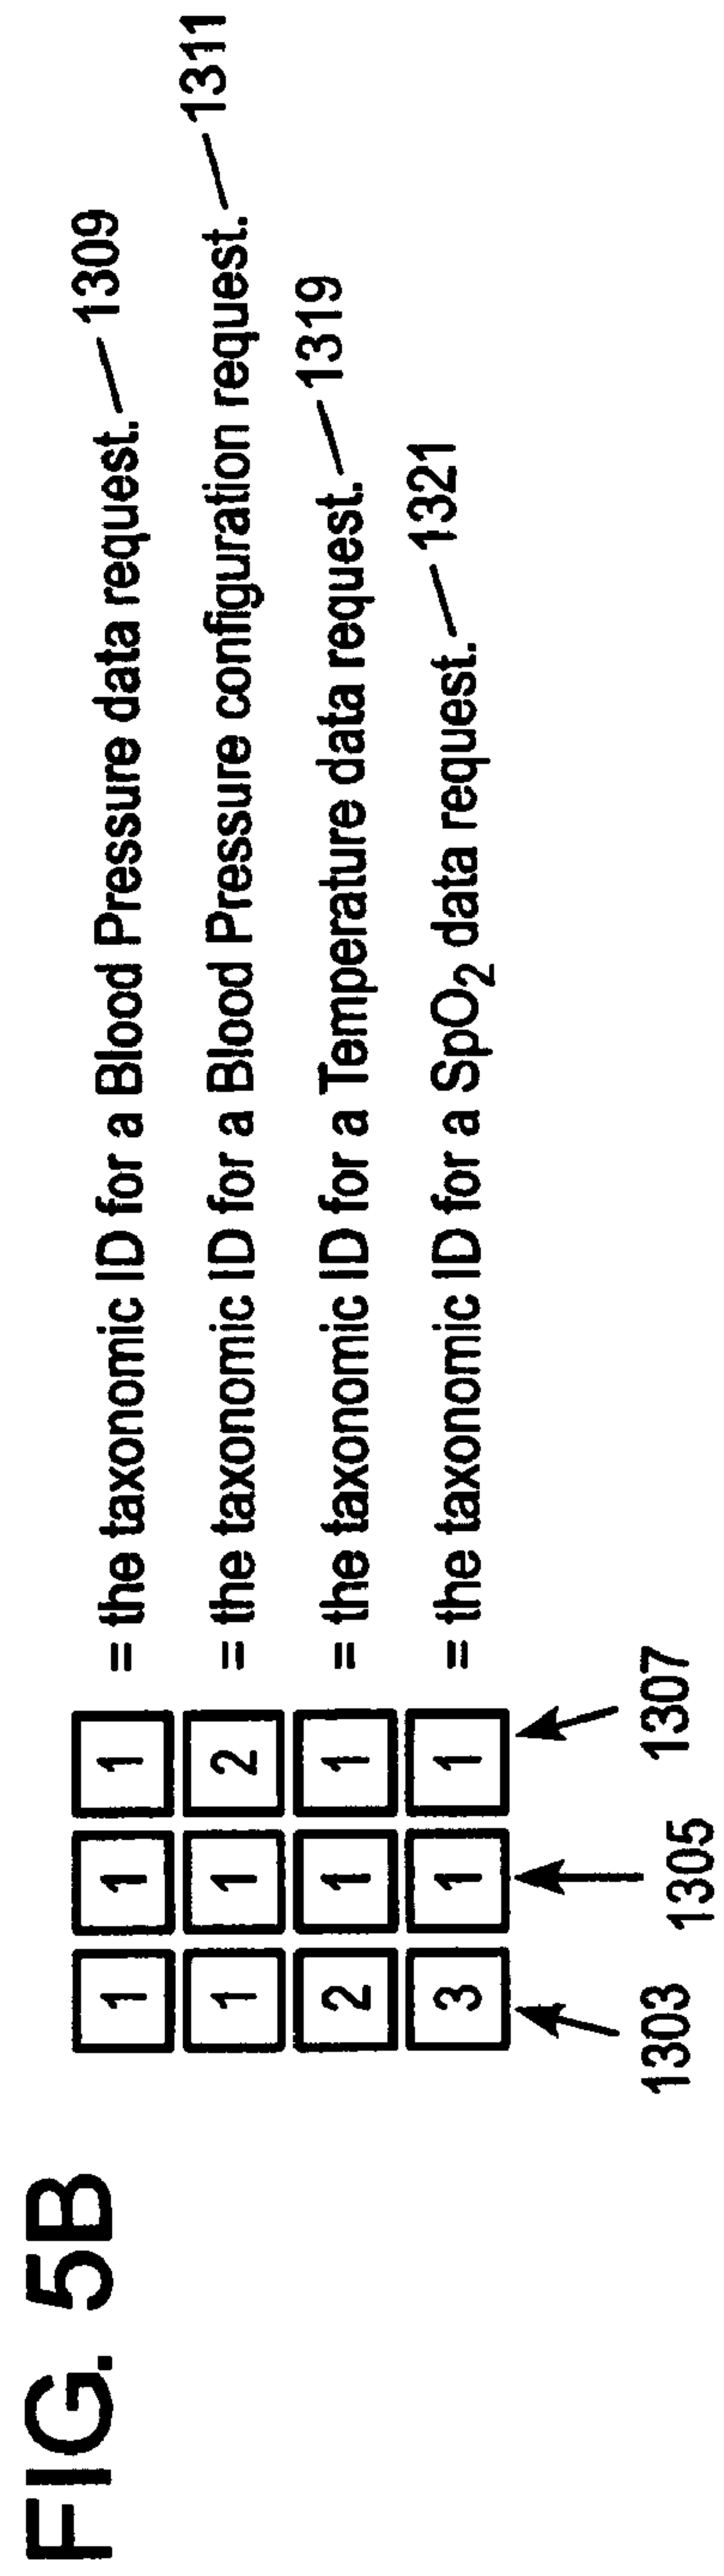 FIG. 5B
1 1 1 = the taxonomic ID for a Blood Pressure data request. 1309
1 1 2 = the taxonomic ID for a Blood Pressure configuration request. 1311
2 1 1 = the taxonomic ID for a Temperature data request. 1319
3 1 1 = the taxonomic ID for a SpO₂ data request. 1321
1303 1305 1307